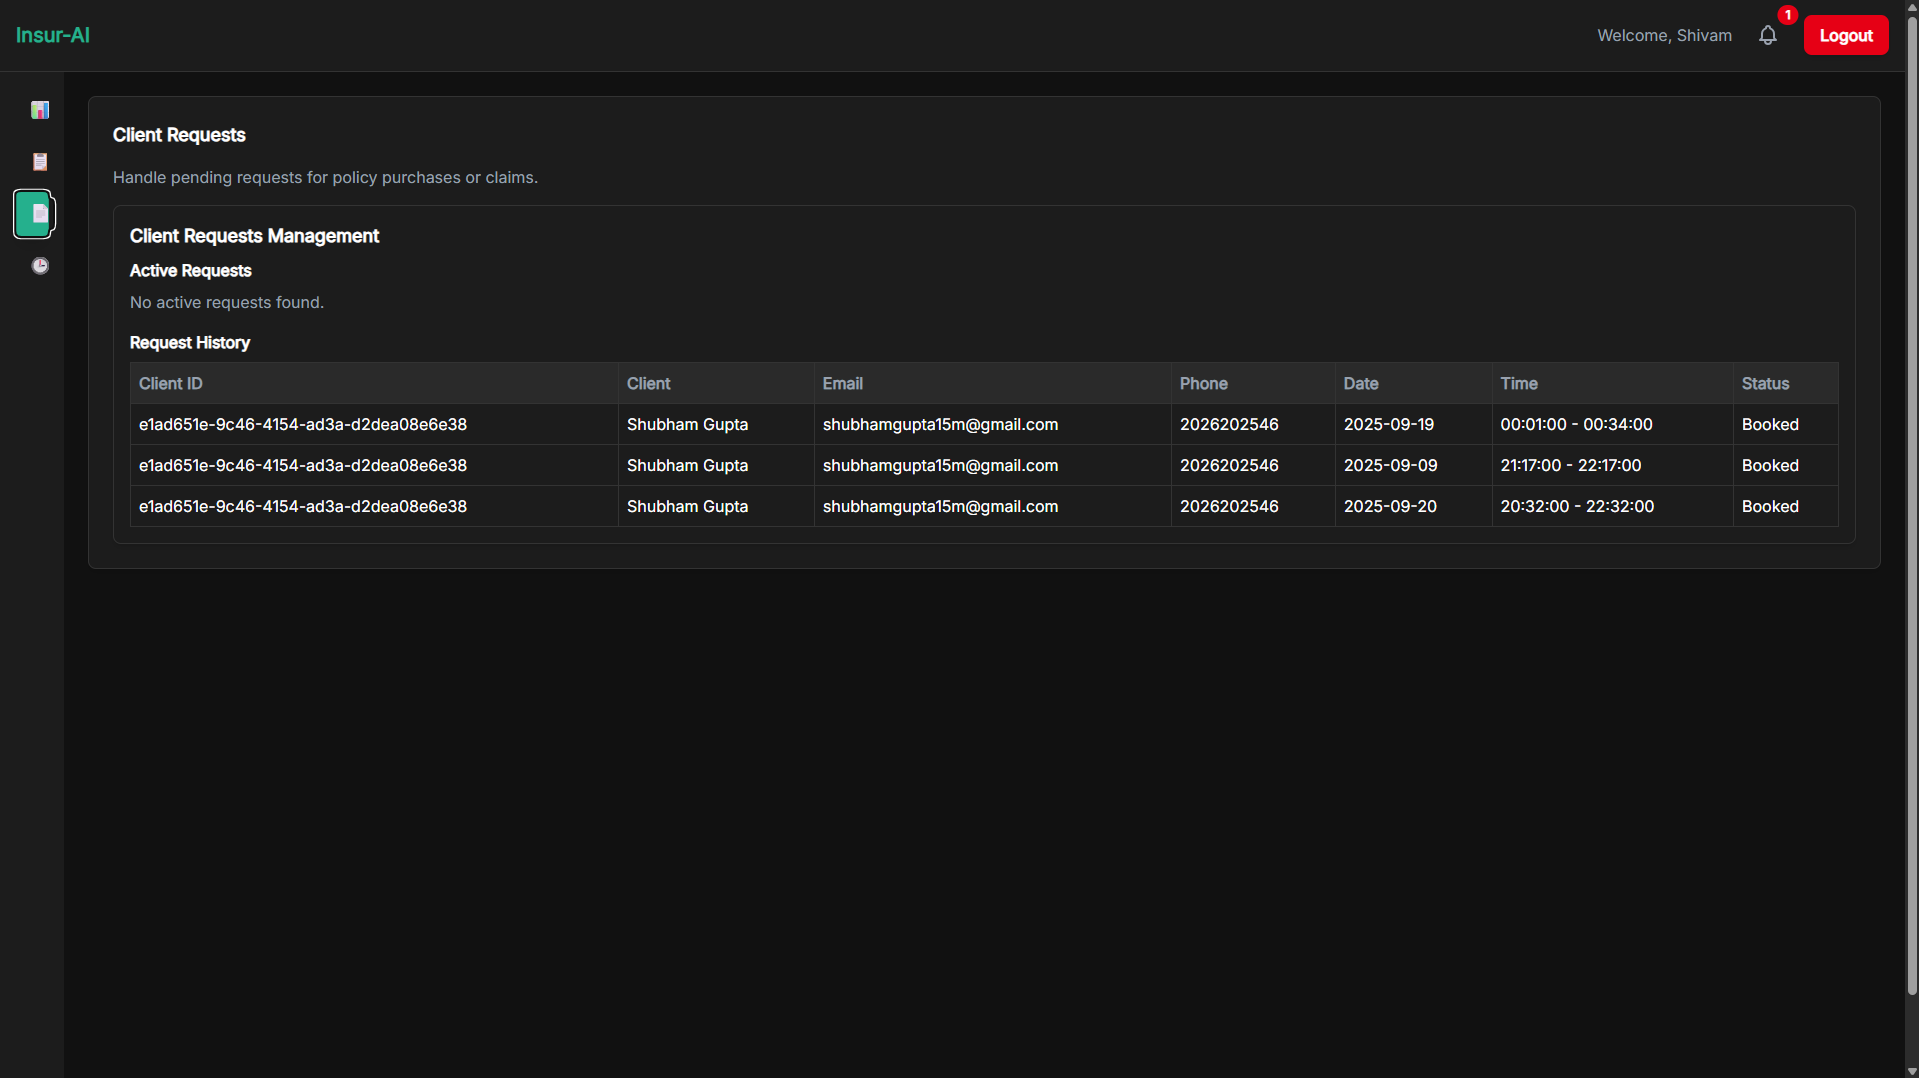 Insur-AI
Welcome, Shivam
1
Logout
Client Requests
Handle pending requests for policy purchases or claims.
Client Requests Management
Active Requests
No active requests found.
Request History
Client ID Client Email Phone Date Time Status
e1ad651e-9c46-4154-ad3a-d2dea08e6e38 Shubham Gupta shubhamgupta15m@gmail.com 2026202546 2025-09-19 00:01:00 - 00:34:00 Booked
e1ad651e-9c46-4154-ad3a-d2dea08e6e38 Shubham Gupta shubhamgupta15m@gmail.com 2026202546 2025-09-09 21:17:00 - 22:17:00 Booked
e1ad651e-9c46-4154-ad3a-d2dea08e6e38 Shubham Gupta shubhamgupta15m@gmail.com 2026202546 2025-09-20 20:32:00 - 22:32:00 Booked